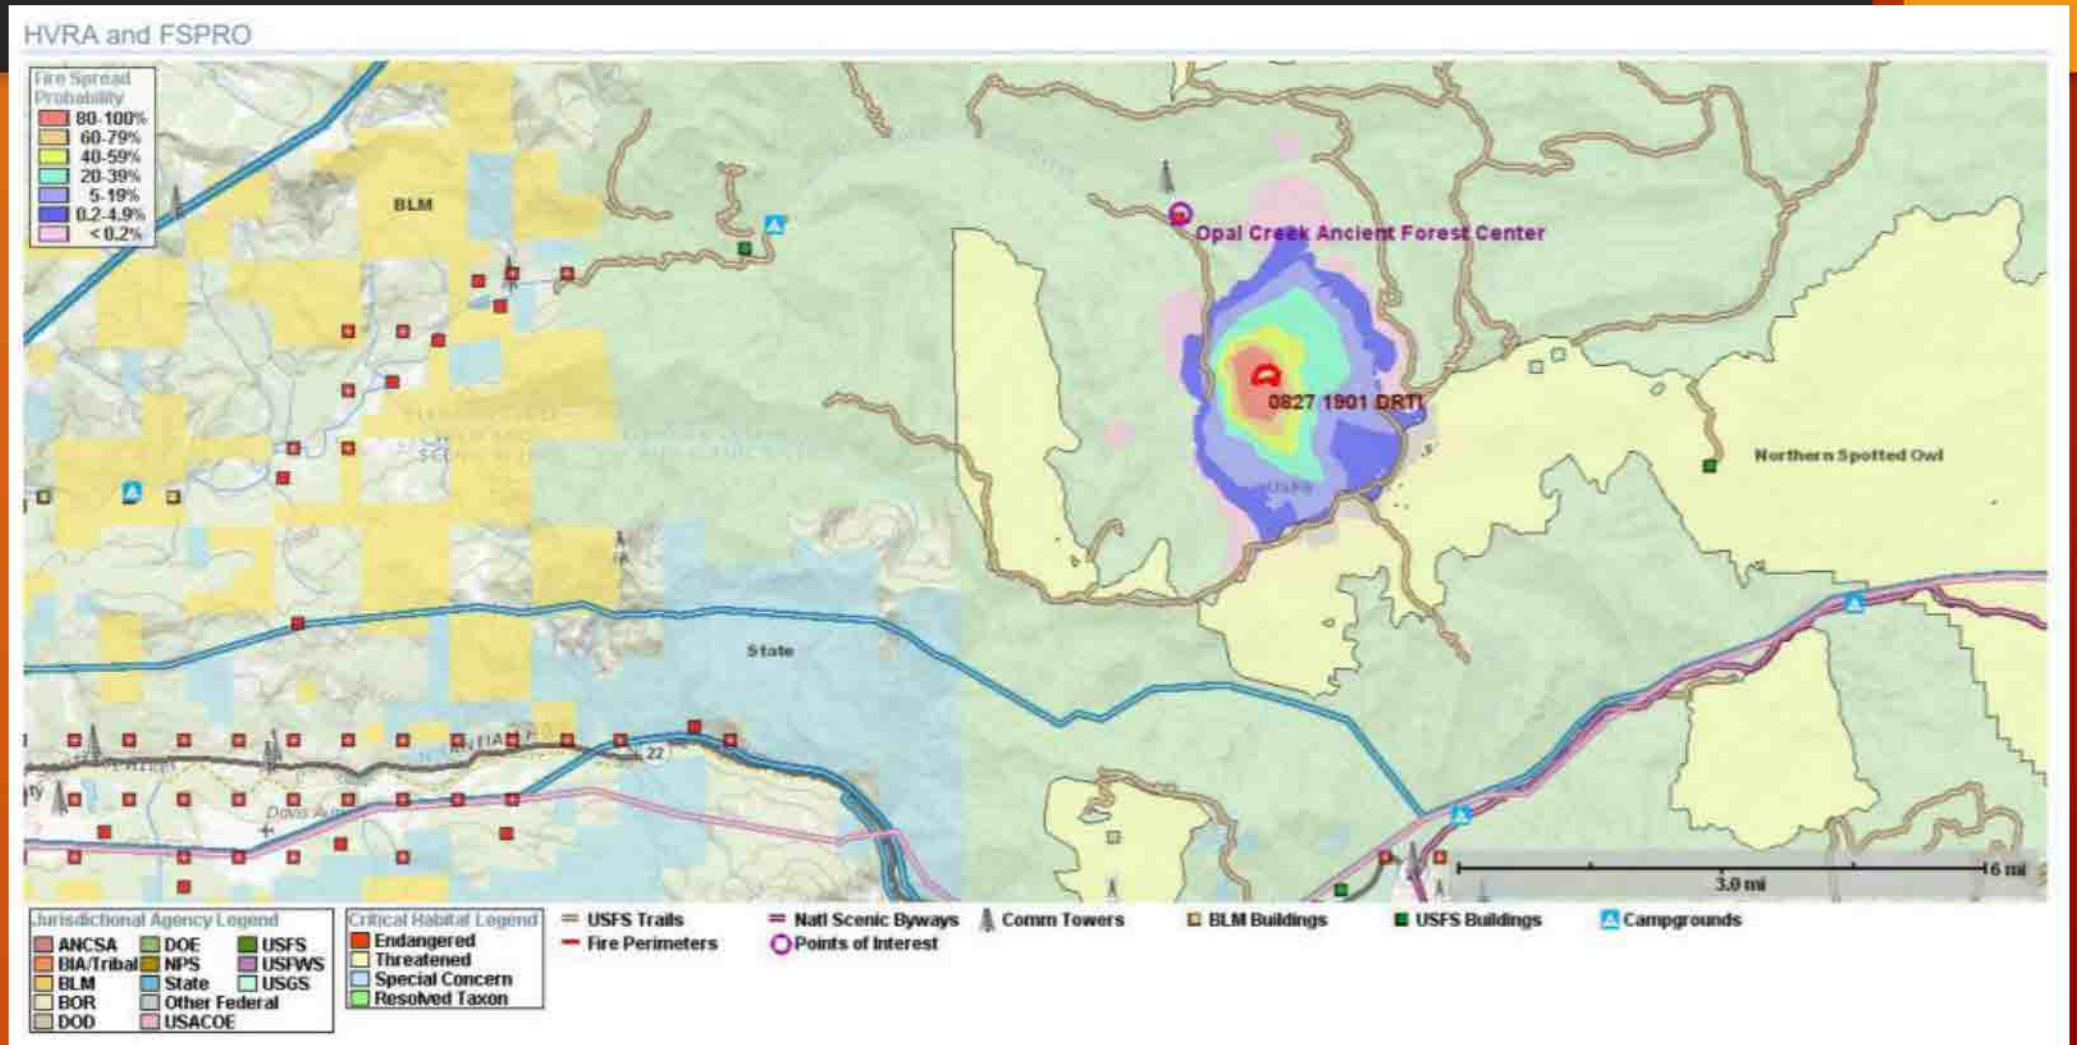 HVRA and FSPRO
Fire Spread
Probability
80-100%
60-79%
40-59%
20-39%
5-19%
0.2-4.9%
< 0.2%
BLM
Opal Creek Ancient Forest Center
0827 1901 DRTI
Northern Spotted Owl
USFS
State
22
ty
Davis
3.0 mi
6 mi
Jurisdictional Agency Legend
ANCSA
DOE
USFS
BIA/Tribal
NPS
USFWS
BLM
State
USGS
BOR
Other Federal
DOD
USACOE
Critical Habitat Legend
Endangered
Threatened
Special Concern
Resolved Taxon
USFS Trails
Natl Scenic Byways
Comm Towers
BLM Buildings
USFS Buildings
Campgrounds
Fire Perimeters
Points of Interest